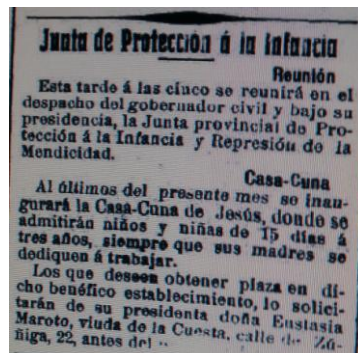 Junta de Protección á la Infancia
Reunión
Esta tarde á las cinco se reunirá en el
despacho del gobernador civil y bajo su
presidencia, la Junta provincial de Pro-
tección á la Infancia y Represión de la
Mendicidad.
Casa-Cuna
Al últimos del presente mes se inau-
gurará la Casa-Cuna de Jesús, donde se
admitirán niños y niñas de 15 días á
tres años, siempre que sus madres se
dediquen á trabajar.
Los que deseen obtener plaza en di-
cho benéfico establecimiento, lo solici-
tarán de su presidenta doña Eustasia
Maroto, viuda de la Cuesta, calle de Zú-
ñiga, 22, antes del